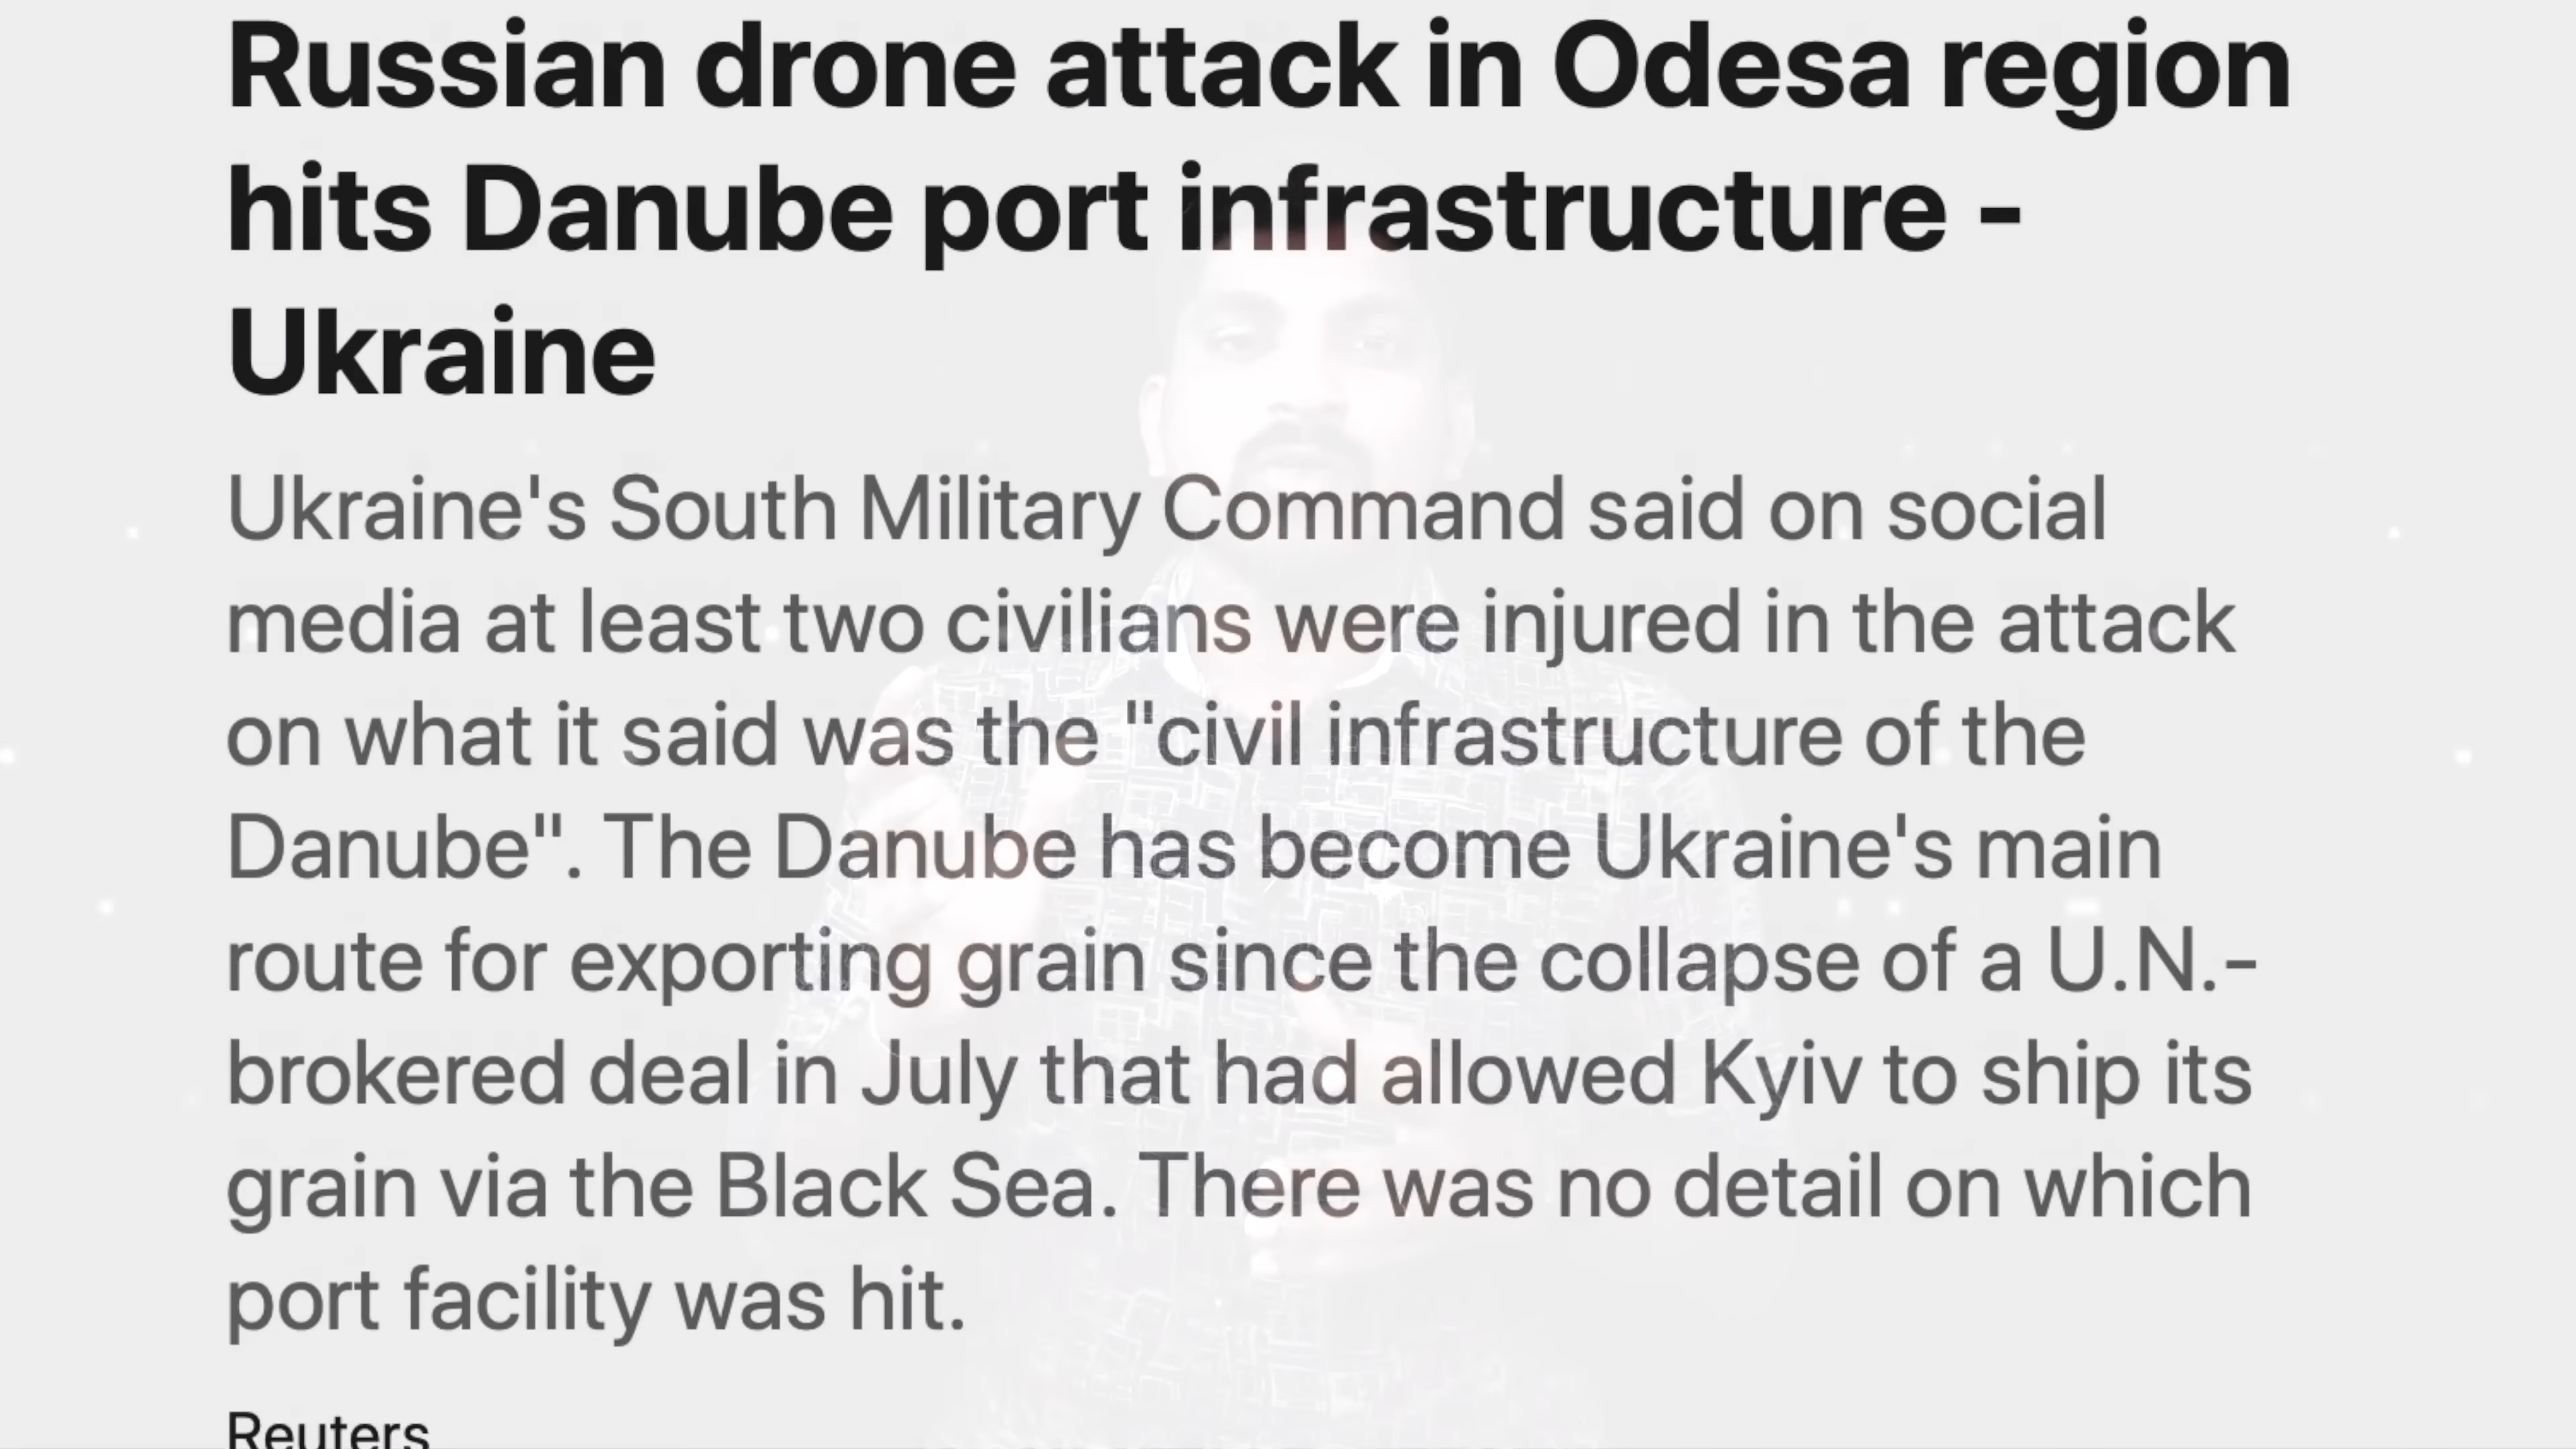 Russian drone attack in Odesa region
hits Danube port infrastructure -
Ukraine
Ukraine's South Military Command said on social
media at least two civilians were injured in the attack
on what it said was the "civil infrastructure of the
Danube". The Danube has become Ukraine's main
route for exporting grain since the collapse of a U.N.-
brokered deal in July that had allowed Kyiv to ship its
grain via the Black Sea. There was no detail on which
port facility was hit.
Reuters